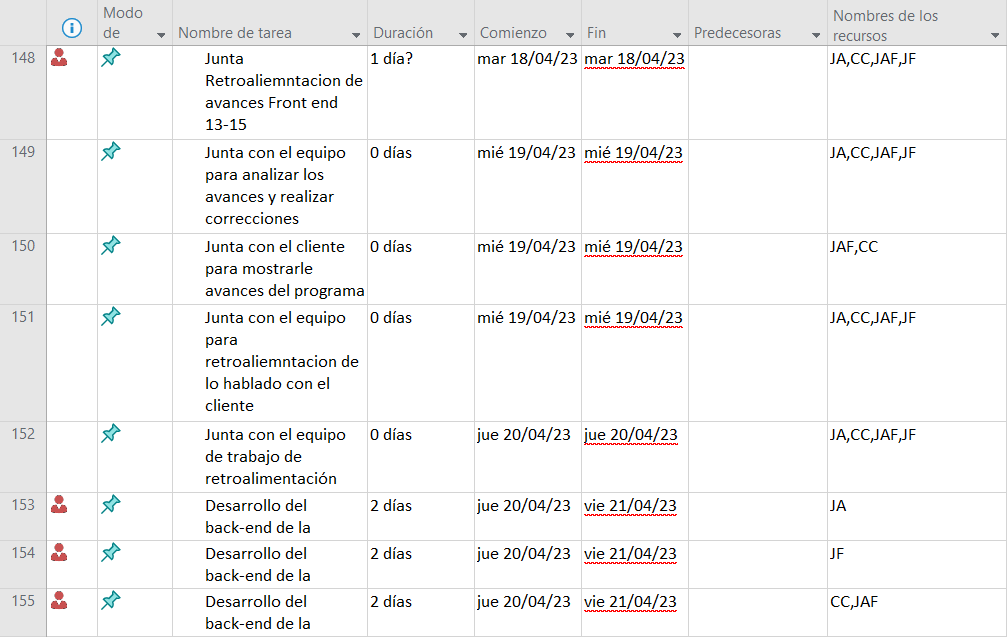 Modo de
Nombre de tarea
Duración
Comienzo
Fin
Predecesoras
Nombres de los recursos
148
Junta
Retroaliemntacion de
avances Front end
13-15
1 día?
mar 18/04/23
mar 18/04/23
JA,CC,JAF,JF
149
Junta con el equipo
para analizar los
avances y realizar
correcciones
0 días
mié 19/04/23
mié 19/04/23
JA,CC,JAF,JF
150
Junta con el cliente
para mostrarle
avances del programa
0 días
mié 19/04/23
mié 19/04/23
JAF,CC
151
Junta con el equipo
para
retroaliemntacion de
lo hablado con el
cliente
0 días
mié 19/04/23
mié 19/04/23
JA,CC,JAF,JF
152
Junta con el equipo
de trabajo de
retroalimentación
0 días
jue 20/04/23
jue 20/04/23
JA,CC,JAF,JF
153
Desarrollo del
back-end de la
2 días
jue 20/04/23
vie 21/04/23
JA
154
Desarrollo del
back-end de la
2 días
jue 20/04/23
vie 21/04/23
JF
155
Desarrollo del
back-end de la
2 días
jue 20/04/23
vie 21/04/23
CC,JAF